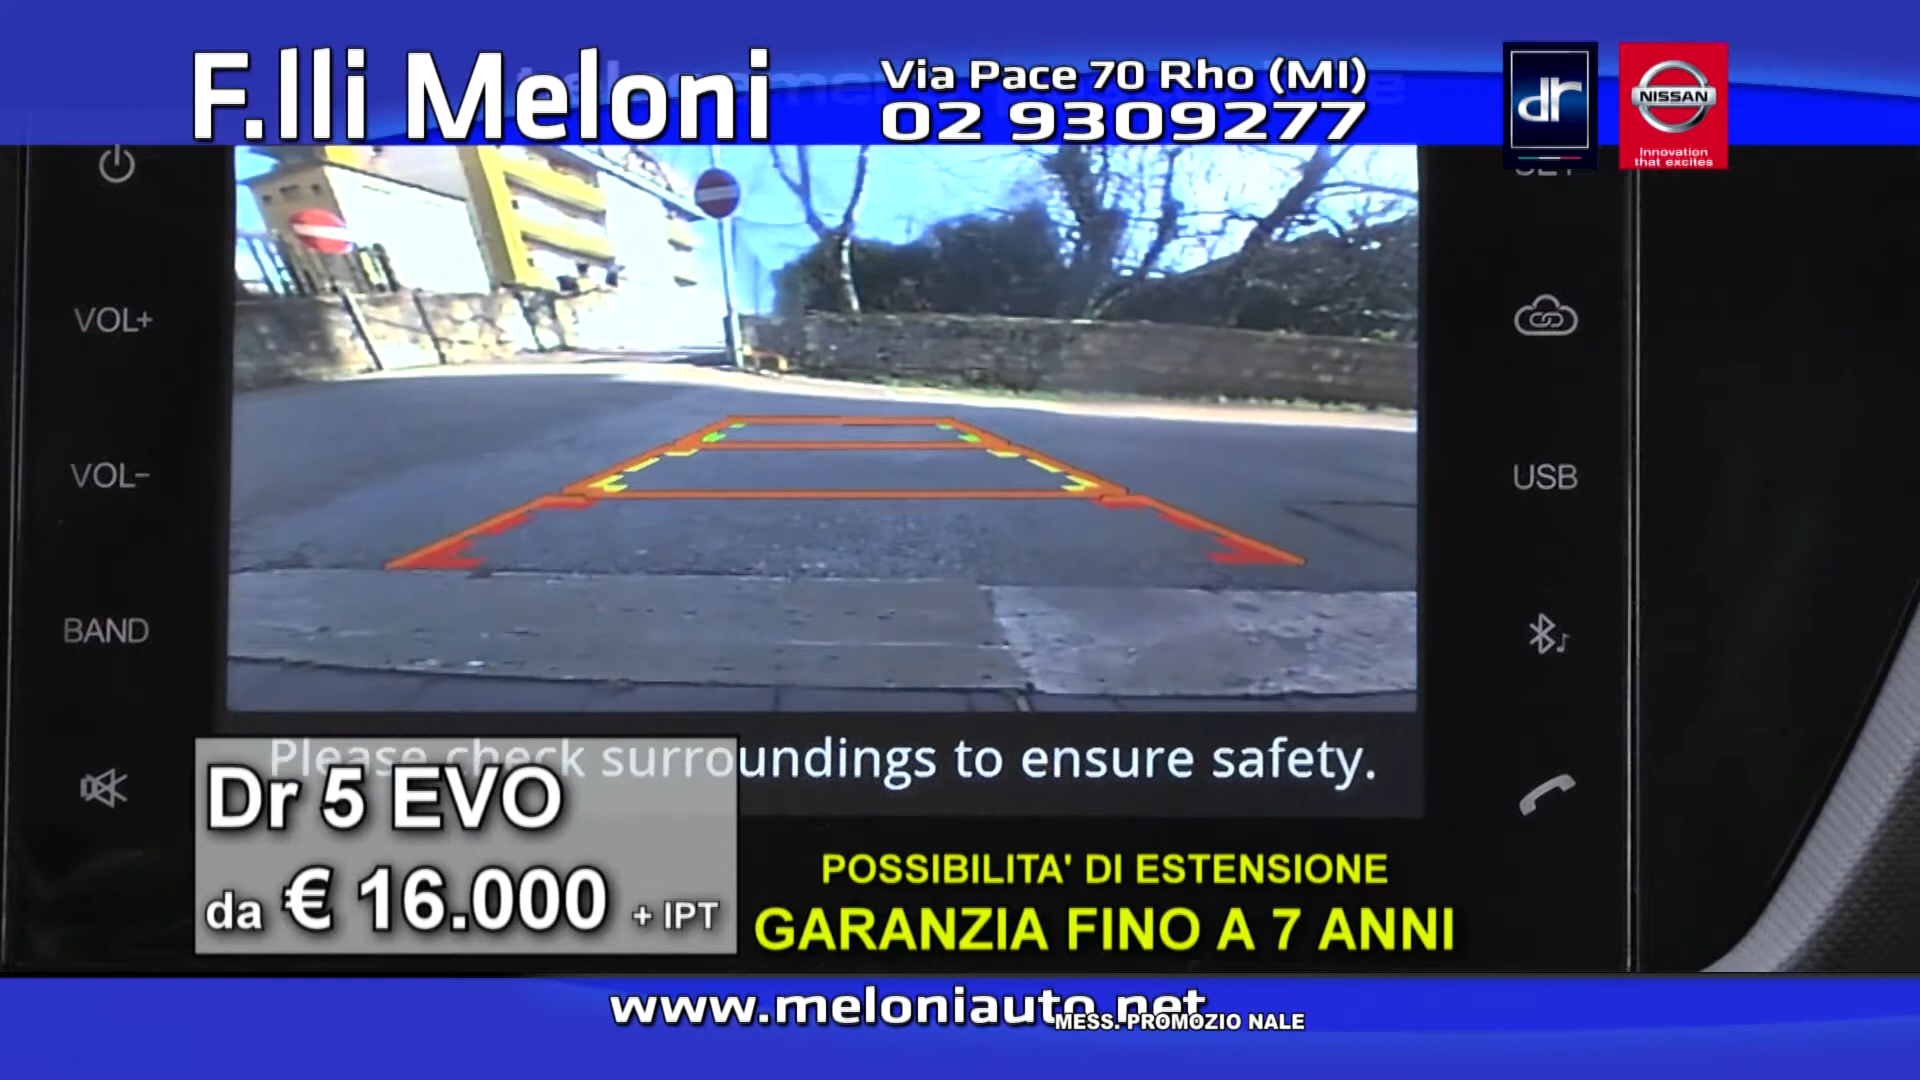 F.lli Meloni
Via Pace 70 Rho (MI)
02 9309277
dr
NISSAN
Innovation
that excites
VOL+
VOL-
BAND
USB
Please check surroundings to ensure safety.
Dr 5 EVO
da € 16.000 + IPT
POSSIBILITA' DI ESTENSIONE
GARANZIA FINO A 7 ANNI
www.meloniauto.net
MESS. PROMOZIO NALE